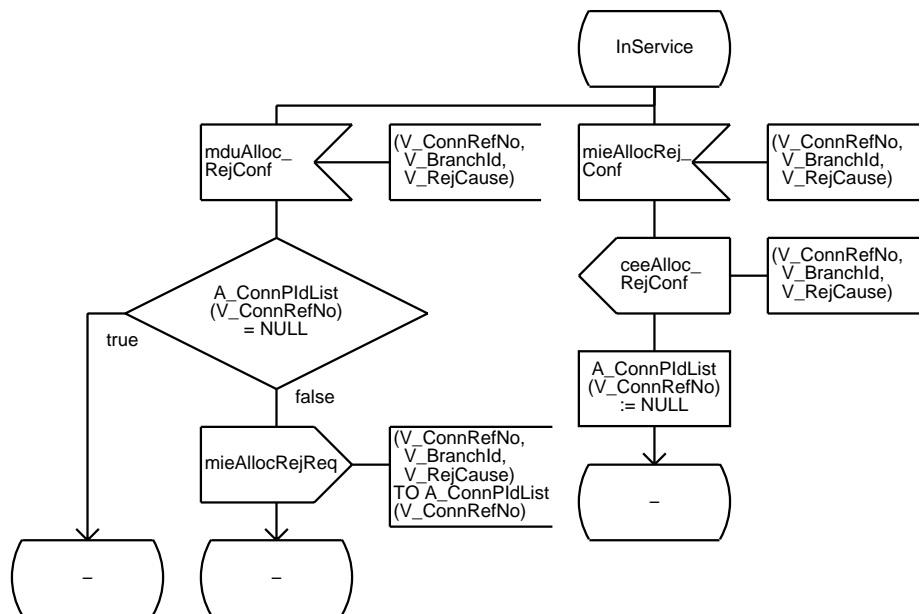 InService
mduAlloc_
RejConf
(V_ConnRefNo,
V_BranchId,
V_RejCause)
mieAllocRej_
Conf
(V_ConnRefNo,
V_BranchId,
V_RejCause)
A_ConnPIdList
(V_ConnRefNo)
= NULL
true
false
ceeAlloc_
RejConf
(V_ConnRefNo,
V_BranchId,
V_RejCause)
A_ConnPIdList
(V_ConnRefNo)
:= NULL
mieAllocRejReq
(V_ConnRefNo,
V_BranchId,
V_RejCause)
TO A_ConnPIdList
(V_ConnRefNo)
–
–
–